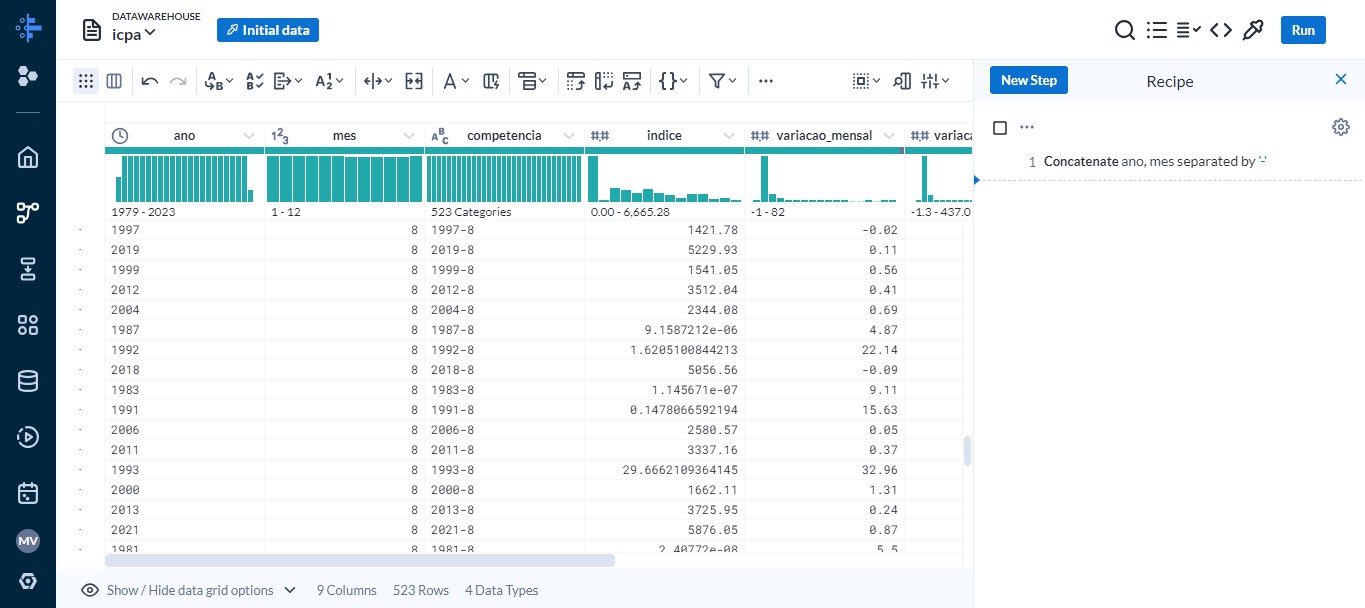 DATAWAREHOUSE
icpa
Initial data
Run
New Step
Recipe
ano mes competencia indice variacao_mensal variaca
1979 - 2023 1 - 12 523 Categories 0.00 - 6,665.28 -1 - 82 -1.3 - 437.0
1997 8 1997-8 1421.78 -0.02
2019 8 2019-8 5229.93 0.11
1999 8 1999-8 1541.05 0.56
2012 8 2012-8 3512.04 0.41
2004 8 2004-8 2344.08 0.69
1987 8 1987-8 9.1587212e-06 4.87
1992 8 1992-8 1.6205100844213 22.14
2018 8 2018-8 5056.56 -0.09
1983 8 1983-8 1.145671e-07 9.11
1991 8 1991-8 0.1478066592194 15.63
2006 8 2006-8 2580.57 0.05
2011 8 2011-8 3337.16 0.37
1993 8 1993-8 29.6662109364145 32.96
2000 8 2000-8 1662.11 1.31
2013 8 2013-8 3725.95 0.24
2021 8 2021-8 5876.05 0.87
1981 8 1981-8 2.40772e-08 5.5
1 Concatenate ano, mes separated by '-'
MV
Show / Hide data grid options 9 Columns 523 Rows 4 Data Types